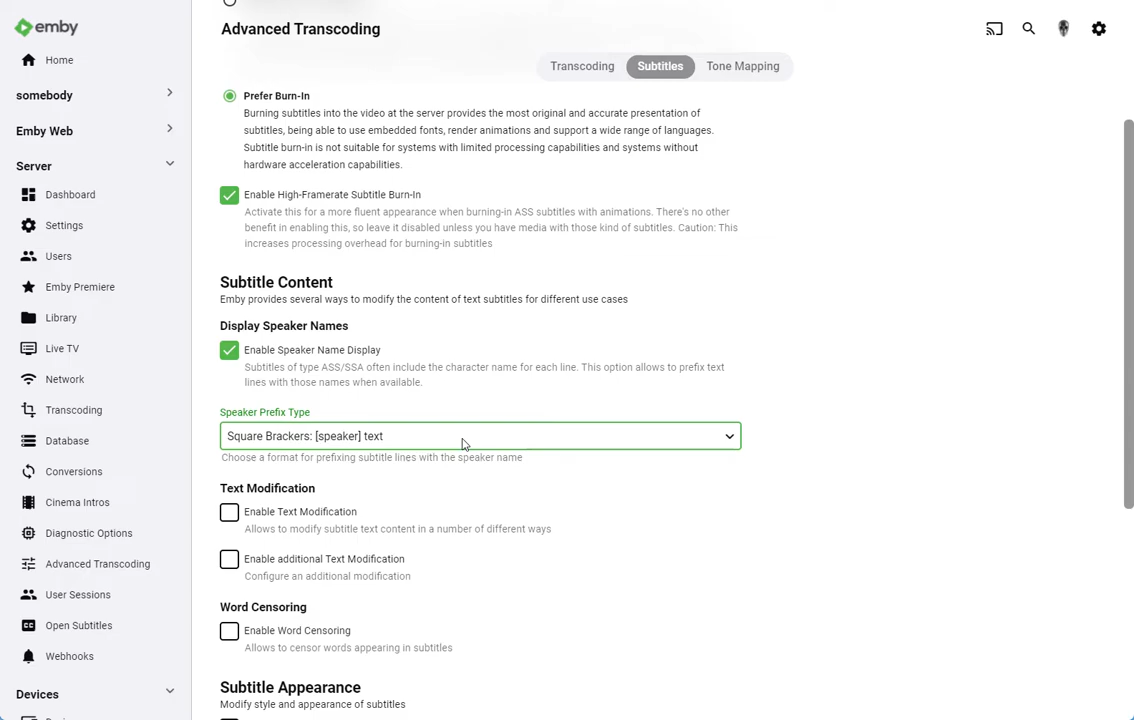 emby
Advanced Transcoding
Home
somebody
Emby Web
Server
Dashboard
Settings
Users
Emby Premiere
Library
Live TV
Network
Transcoding
Database
Conversions
Cinema Intros
Diagnostic Options
Advanced Transcoding
User Sessions
Open Subtitles
Webhooks
Devices
Transcoding Subtitles Tone Mapping
Prefer Burn-In
Burning subtitles into the video at the server provides the most original and accurate presentation of
subtitles, being able to use embedded fonts, render animations and support a wide range of languages.
Subtitle burn-in is not suitable for systems with limited processing capabilities and systems without
hardware acceleration capabilities.
Enable High-Framerate Subtitle Burn-In
Activate this for a more fluent appearance when burning-in ASS subtitles with animations. There's no other
benefit in enabling this, so leave it disabled unless you have media with those kind of subtitles. Caution: This
increases processing overhead for burning-in subtitles
Subtitle Content
Emby provides several ways to modify the content of text subtitles for different use cases
Display Speaker Names
Enable Speaker Name Display
Subtitles of type ASS/SSA often include the character name for each line. This option allows to prefix text
lines with those names when available.
Speaker Prefix Type
Square Brackers: [speaker] text
Choose a format for prefixing subtitle lines with the speaker name
Text Modification
Enable Text Modification
Allows to modify subtitle text content in a number of different ways
Enable additional Text Modification
Configure an additional modification
Word Censoring
Enable Word Censoring
Allows to censor words appearing in subtitles
Subtitle Appearance
Modify style and appearance of subtitles